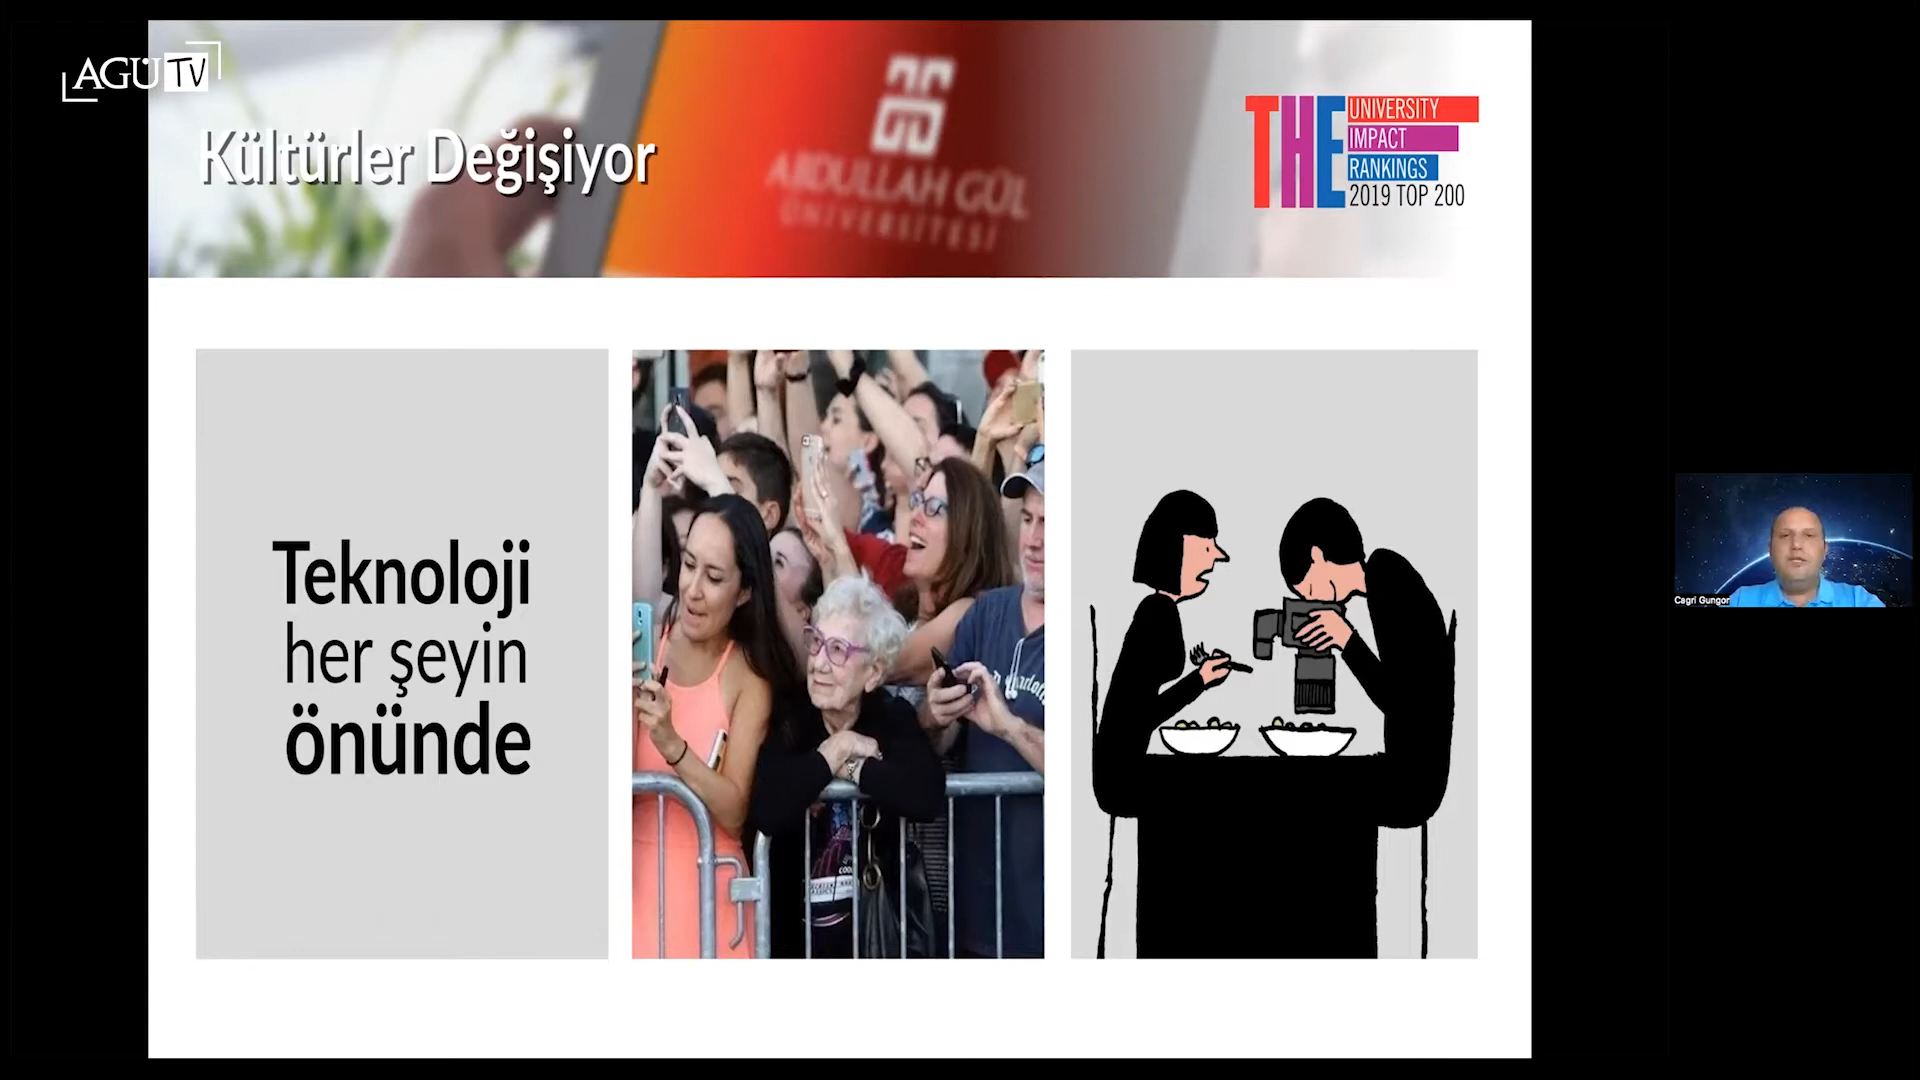 AGÜ TV
Kültürler Değişiyor
ABDULLAH GÜL
ÜNİVERSİTESİ
THE
UNIVERSITY
IMPACT
RANKINGS
2019 TOP 200
Teknoloji
her şeyin
önünde
Cagri Gungor